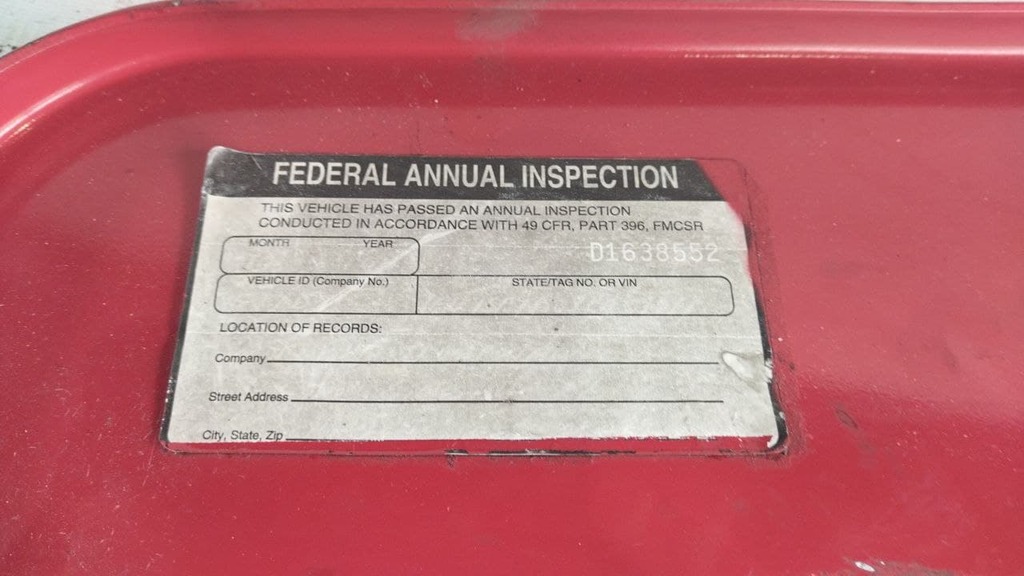 FEDERAL ANNUAL INSPECTION
THIS VEHICLE HAS PASSED AN ANNUAL INSPECTION
CONDUCTED IN ACCORDANCE WITH 49 CFR, PART 396, FMCSR
MONTH YEAR
D1638552
VEHICLE ID (Company No.) STATE/TAG NO. OR VIN
LOCATION OF RECORDS:
Company
Street Address
City, State, Zip